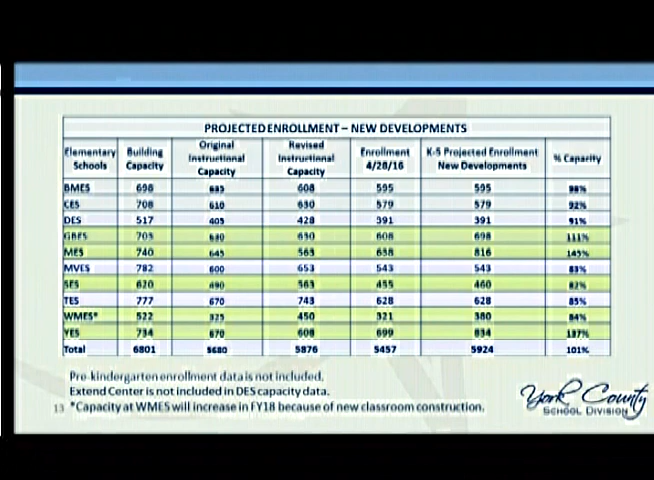 PROJECTED ENROLLMENT – NEW DEVELOPMENTS
Elementary Schools Building Capacity Original Instructional Capacity Revised Instructional Capacity Enrollment 4/28/16 K-5 Projected Enrollment New Developments % Capacity
BMES 698 635 608 595 595 98%
CES 708 610 630 579 579 92%
DES 517 405 428 391 391 91%
GBES 703 630 630 608 698 111%
MES 740 645 563 638 816 145%
MVES 782 600 653 543 543 83%
SES 620 490 563 455 460 82%
TES 777 670 743 628 628 85%
WMES* 522 325 450 321 380 84%
YES 734 670 608 699 834 137%
Total 6801 5680 5876 5457 5924 101%
Pre-kindergarten enrollment data is not included.
Extend Center is not included in DES capacity data.
13 *Capacity at WMES will increase in FY18 because of new classroom construction.
York County
SCHOOL DIVISION